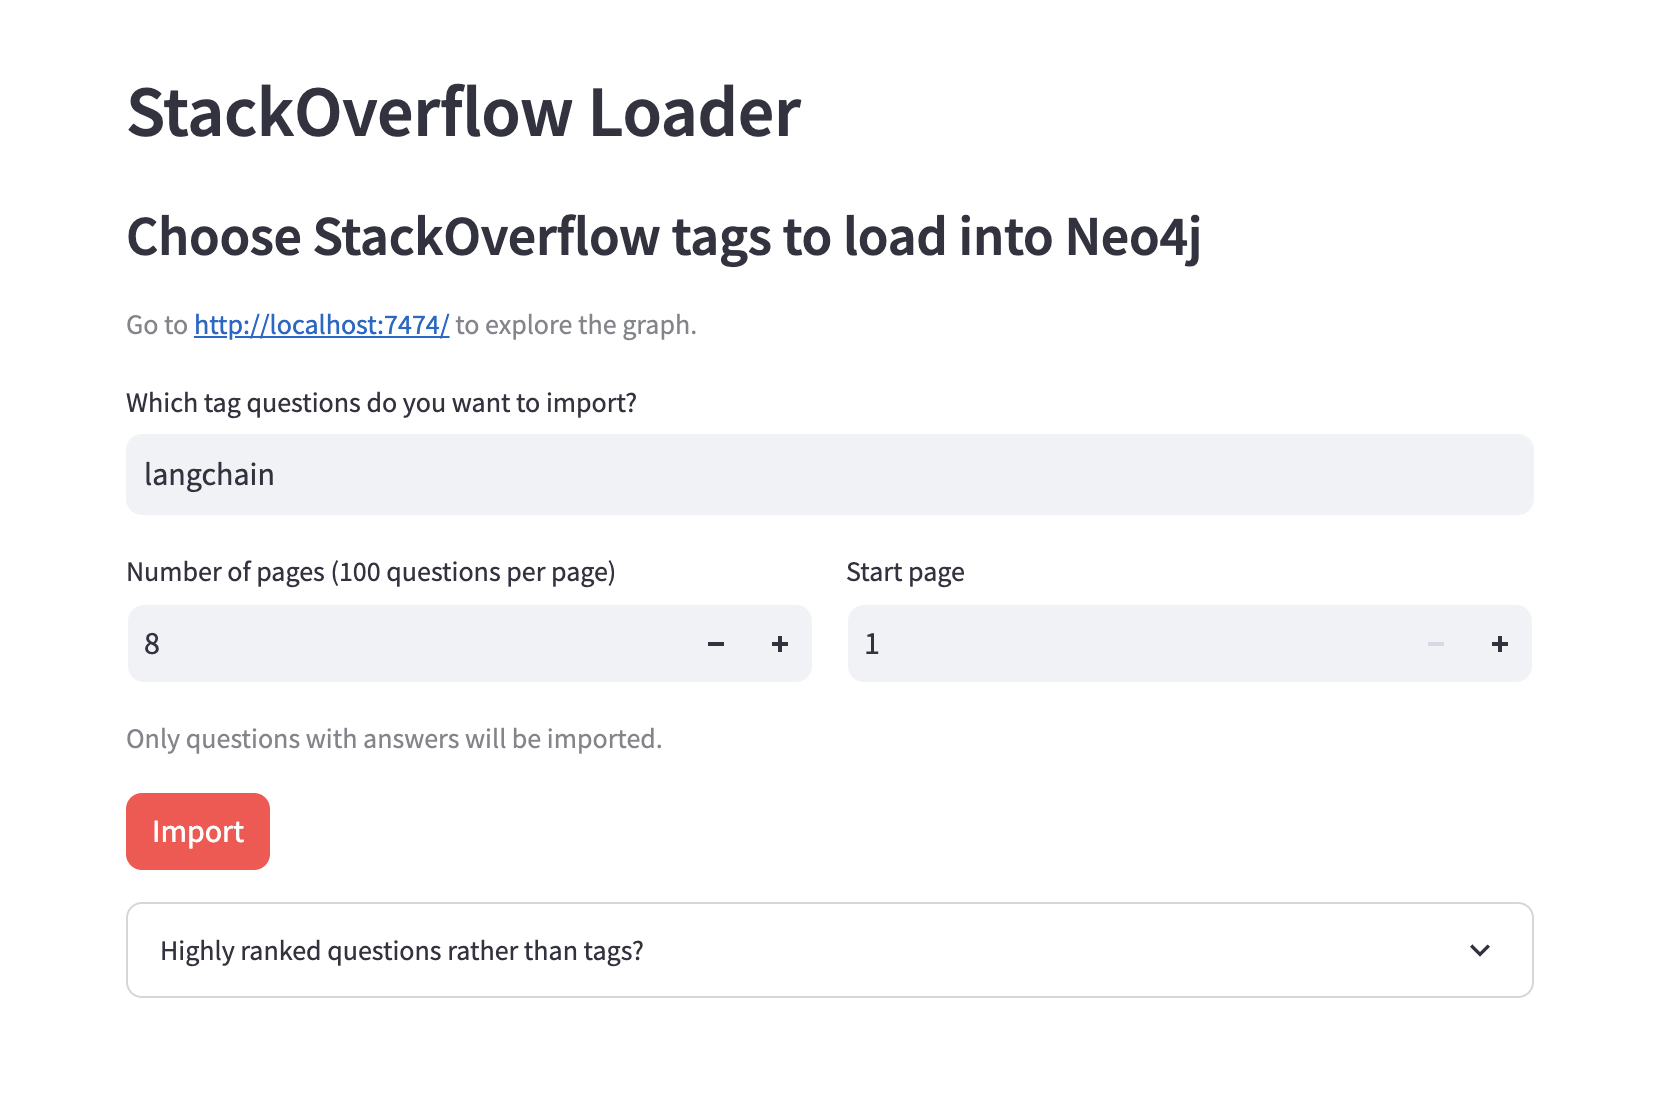 StackOverflow Loader
Choose StackOverflow tags to load into Neo4j
Go to http://localhost:7474/ to explore the graph.
Which tag questions do you want to import?
langchain
Number of pages (100 questions per page)
Start page
8
1
Only questions with answers will be imported.
Import
Highly ranked questions rather than tags?